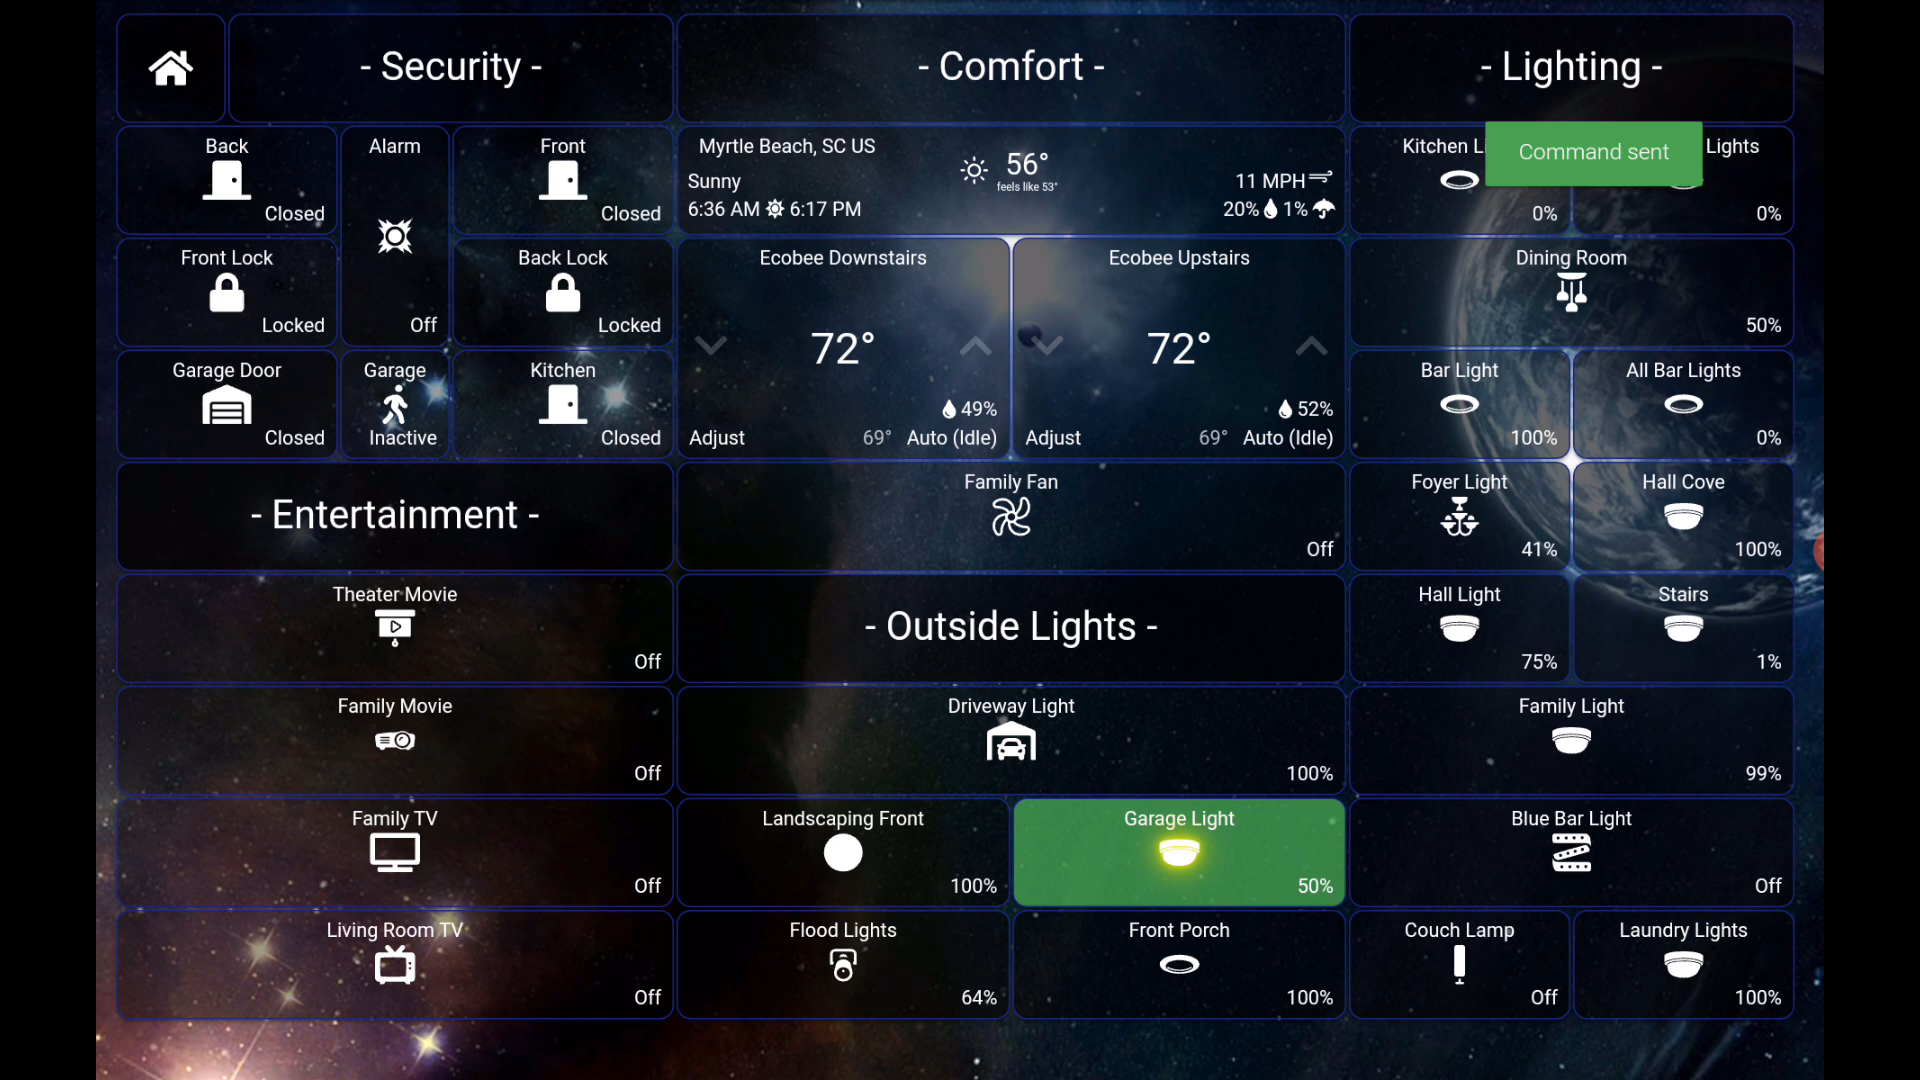 - Security -
- Comfort -
- Lighting -
Back
Closed
Alarm
Off
Front
Closed
Front Lock
Locked
Back Lock
Locked
Garage Door
Closed
Garage
Inactive
Kitchen
Closed
Myrtle Beach, SC US
Sunny
6:36 AM 6:17 PM
56°
feels like 53°
11 MPH
20% 1%
Ecobee Downstairs
72°
49%
Adjust 69° Auto (Idle)
Ecobee Upstairs
72°
52%
Adjust 69° Auto (Idle)
Family Fan
Off
Kitchen
0%
Command sent
Lights
0%
Dining Room
50%
Bar Light
100%
All Bar Lights
0%
Foyer Light
41%
Hall Cove
100%
Hall Light
75%
Stairs
1%
Family Light
99%
Blue Bar Light
Off
Couch Lamp
Off
Laundry Lights
100%
- Entertainment -
Theater Movie
Off
Family Movie
Off
Family TV
Off
Living Room TV
Off
- Outside Lights -
Driveway Light
100%
Landscaping Front
100%
Garage Light
50%
Flood Lights
64%
Front Porch
100%